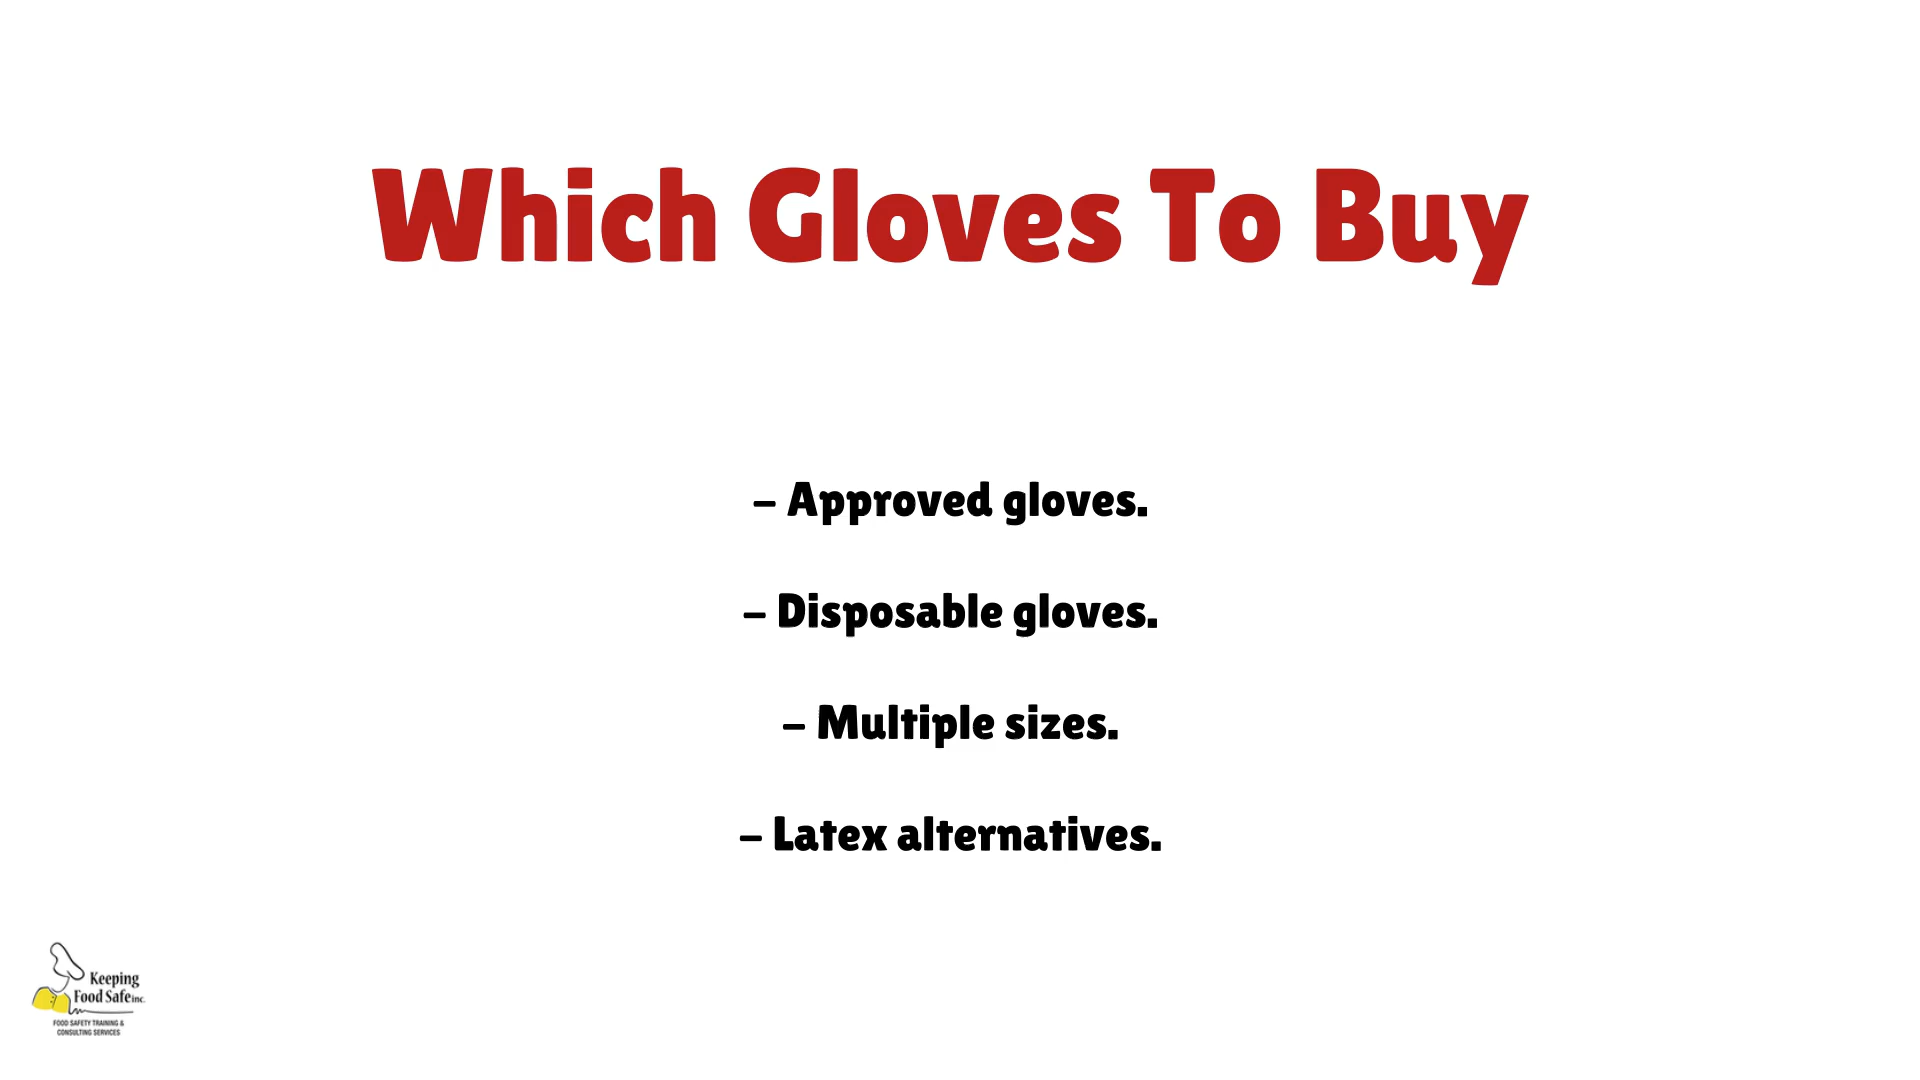 Which Gloves To Buy
– Approved gloves.
– Disposable gloves.
– Multiple sizes.
– Latex alternatives.
Keeping
Food Safe inc.
FOOD SAFETY TRAINING &
CONSULTING SERVICES